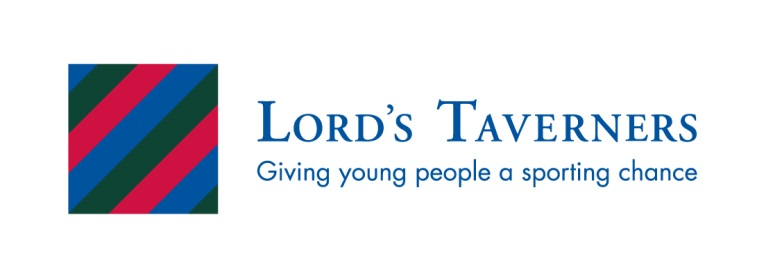 LORD'S TAVERNERS
Giving young people a sporting chance